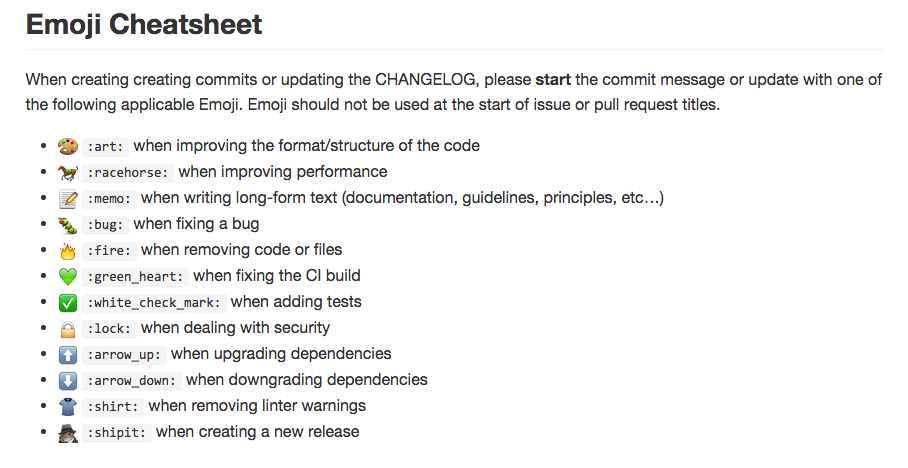 Emoji Cheatsheet
When creating creating commits or updating the CHANGELOG, please start the commit message or update with one of
the following applicable Emoji. Emoji should not be used at the start of issue or pull request titles.
• 🎨 :art: when improving the format/structure of the code
• 🐎 :racehorse: when improving performance
• 📝 :memo: when writing long-form text (documentation, guidelines, principles, etc…)
• 🐛 :bug: when fixing a bug
• 🔥 :fire: when removing code or files
• 💚 :green_heart: when fixing the CI build
• ✅ :white_check_mark: when adding tests
• 🔒 :lock: when dealing with security
• ⬆️ :arrow_up: when upgrading dependencies
• ⬇️ :arrow_down: when downgrading dependencies
• 👕 :shirt: when removing linter warnings
• :shipit: when creating a new release